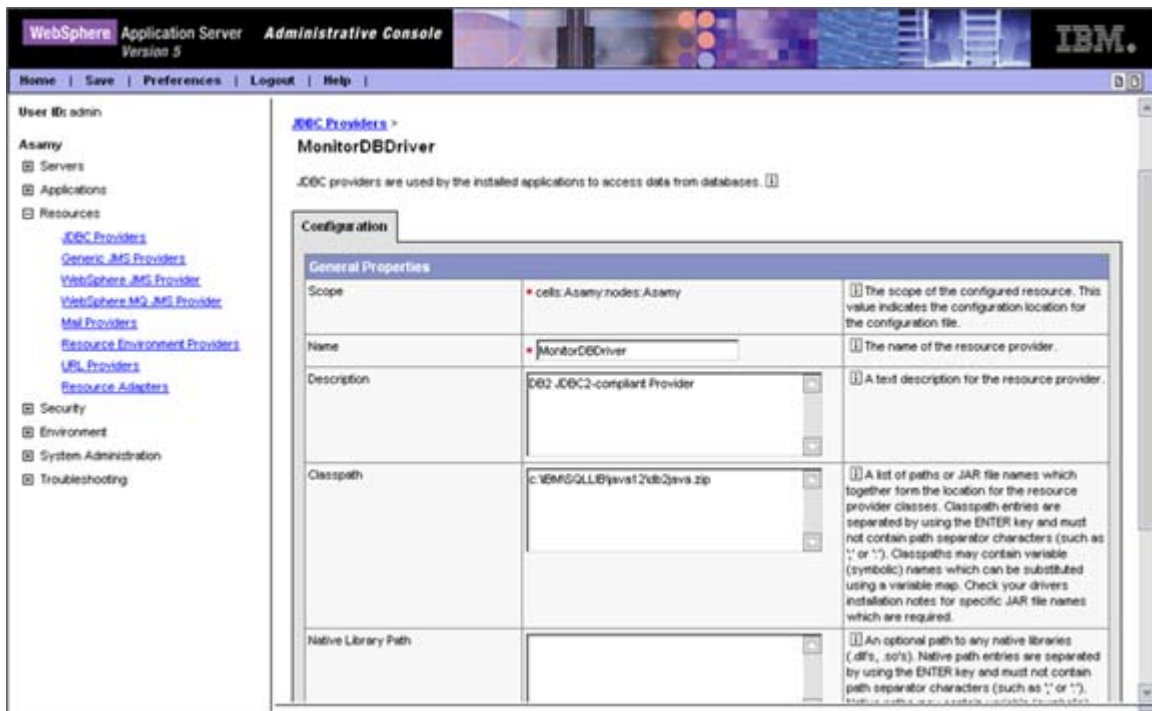 WebSphere Application Server Administrative Console
Version 5
IBM.
Home | Save | Preferences | Logout | Help |
User ID: admin
Asamy
Servers
Applications
Resources
JDBC Providers
Generic JMS Providers
WebSphere JMS Provider
WebSphere MQ JMS Provider
Mail Providers
Resource Environment Providers
URL Providers
Resource Adapters
Security
Environment
System Administration
Troubleshooting
JDBC Providers >
MonitorDBDriver
JDBC providers are used by the installed applications to access data from databases.
Configuration
General Properties
Scope
* cells:Asamy:nodes:Asamy
The scope of the configured resource. This
value indicates the configuration location for
the configuration file.
Name
* MonitorDBDriver
The name of the resource provider.
Description
DB2 JDBC2-compliant Provider
A text description for the resource provider.
Classpath
c:\IBM\SQLLIB\java12\db2java.zip
A list of paths or JAR file names which
together form the location for the resource
provider classes. Classpath entries are
separated by using the ENTER key and must
not contain path separator characters (such as
';' or ':'). Classpaths may contain variable
(symbolic) names which can be substituted
using a variable map. Check your drivers
installation notes for specific JAR file names
which are required.
Native Library Path
An optional path to any native libraries
(.dll's, .so's). Native path entries are separated
by using the ENTER key and must not contain
path separator characters (such as ';' or ':').
Native paths may contain variable (symbolic)